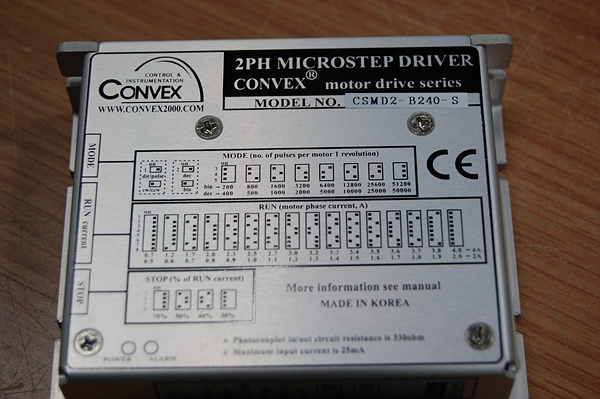 CONTROL &
INSTRUMENTATION
CONVEX
WWW.CONVEX2000.COM
2PH MICROSTEP DRIVER
CONVEX® motor drive series
MODEL NO. CSMD2-B240-S
MODE
MODE (no. of pulses per motor 1 revolution)
on
dir/pulse
cw/ccw
on
dec
bin
bin = 200 800 1600 3200 6400 12800 25600 51200
dec = 400 500 1000 2000 5000 10000 25000 50000
RUN current
RUN (motor phase current, A)
on
0.7 1.2 1.7 2.0 2.3 2.5 2.7 3.0 3.2 3.3 3.4 3.5 3.6 3.7 3.8 4.0 = 4A
0.5 0.6 0.7 0.8 0.9 1.0 1.1 1.2 1.3 1.4 1.5 1.6 1.7 1.8 1.9 2.0 = 2A
STOP
STOP (% of RUN current)
on
70% 50% 40% 20%
More information see manual
MADE IN KOREA
Photocoupler in/out circuit resistance is 330ohm
Maximum input current is 25mA
POWER ALARM
CE